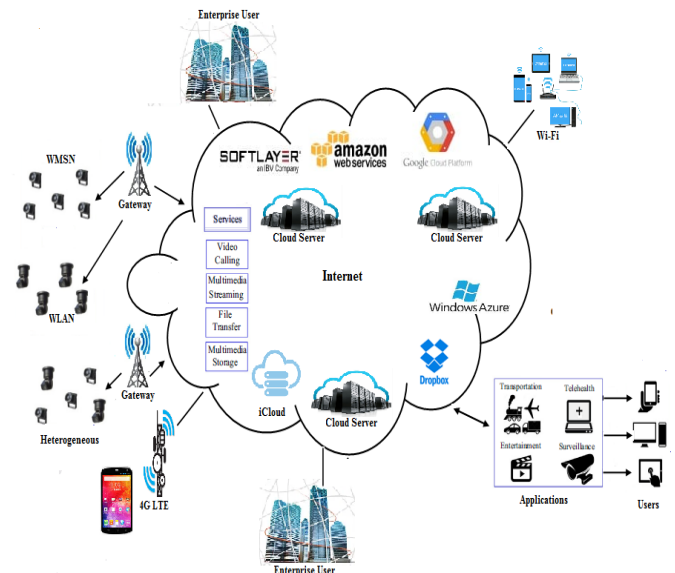 Enterprise User
Wi-Fi
WMSN
Gateway
WLAN
Gateway
Heterogeneous
4G LTE
SOFTLAYER
an IBV Company
amazon
web services
Google Cloud Platform
Cloud Server
Cloud Server
Services
Video
Calling
Multimedia
Streaming
File
Transfer
Multimedia
Storage
Internet
Windows Azure
Dropbox
iCloud
Cloud Server
Transportation
Telehealth
Entertainment
Surveillance
Applications
Users
Enterprise User